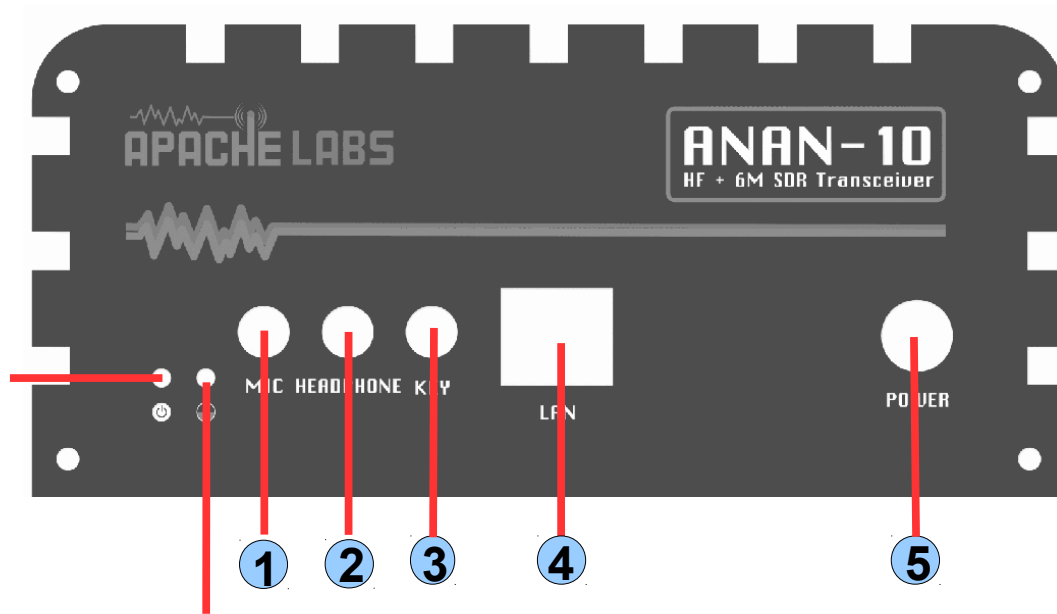 APACHE LABS
ANAN-10
HF + 6M SDR Transceiver
MIC HEADPHONE KEY
LAN
POWER
1 2 3 4 5